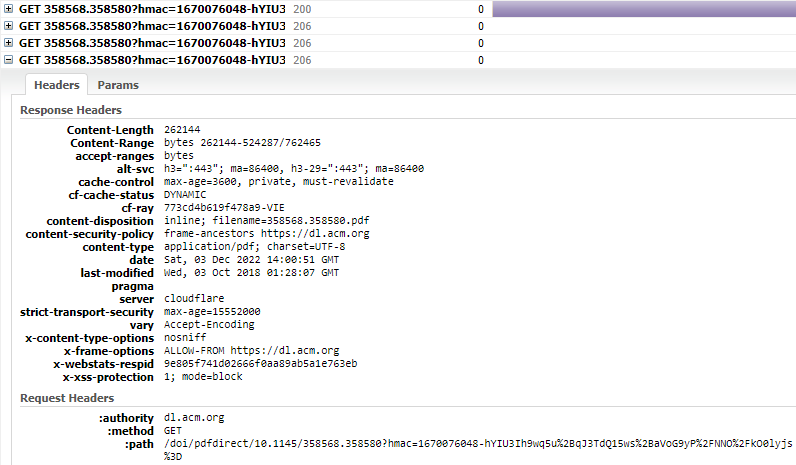 GET 358568.358580?hmac=1670076048-hYIU3 200 0
GET 358568.358580?hmac=1670076048-hYIU3 206 0
GET 358568.358580?hmac=1670076048-hYIU3 206 0
GET 358568.358580?hmac=1670076048-hYIU3 206 0
Headers Params
Response Headers
Content-Length 262144
Content-Range bytes 262144-524287/762465
accept-ranges bytes
alt-svc h3=":443"; ma=86400, h3-29=":443"; ma=86400
cache-control max-age=3600, private, must-revalidate
cf-cache-status DYNAMIC
cf-ray 773cd4b619f478a9-VIE
content-disposition inline; filename=358568.358580.pdf
content-security-policy frame-ancestors https://dl.acm.org
content-type application/pdf; charset=UTF-8
date Sat, 03 Dec 2022 14:00:51 GMT
last-modified Wed, 03 Oct 2018 01:28:07 GMT
pragma
server cloudflare
strict-transport-security max-age=15552000
vary Accept-Encoding
x-content-type-options nosniff
x-frame-options ALLOW-FROM https://dl.acm.org
x-webstats-respid 9e805f741d02666f0aa89ab5a1e763eb
x-xss-protection 1; mode=block
Request Headers
:authority dl.acm.org
:method GET
:path /doi/pdfdirect/10.1145/358568.358580?hmac=1670076048-hYIU3Ih9wq5u%2BqJ3TdQ15ws%2BaVoG9yP%2FNNO%2FkO0lyjs
%3D